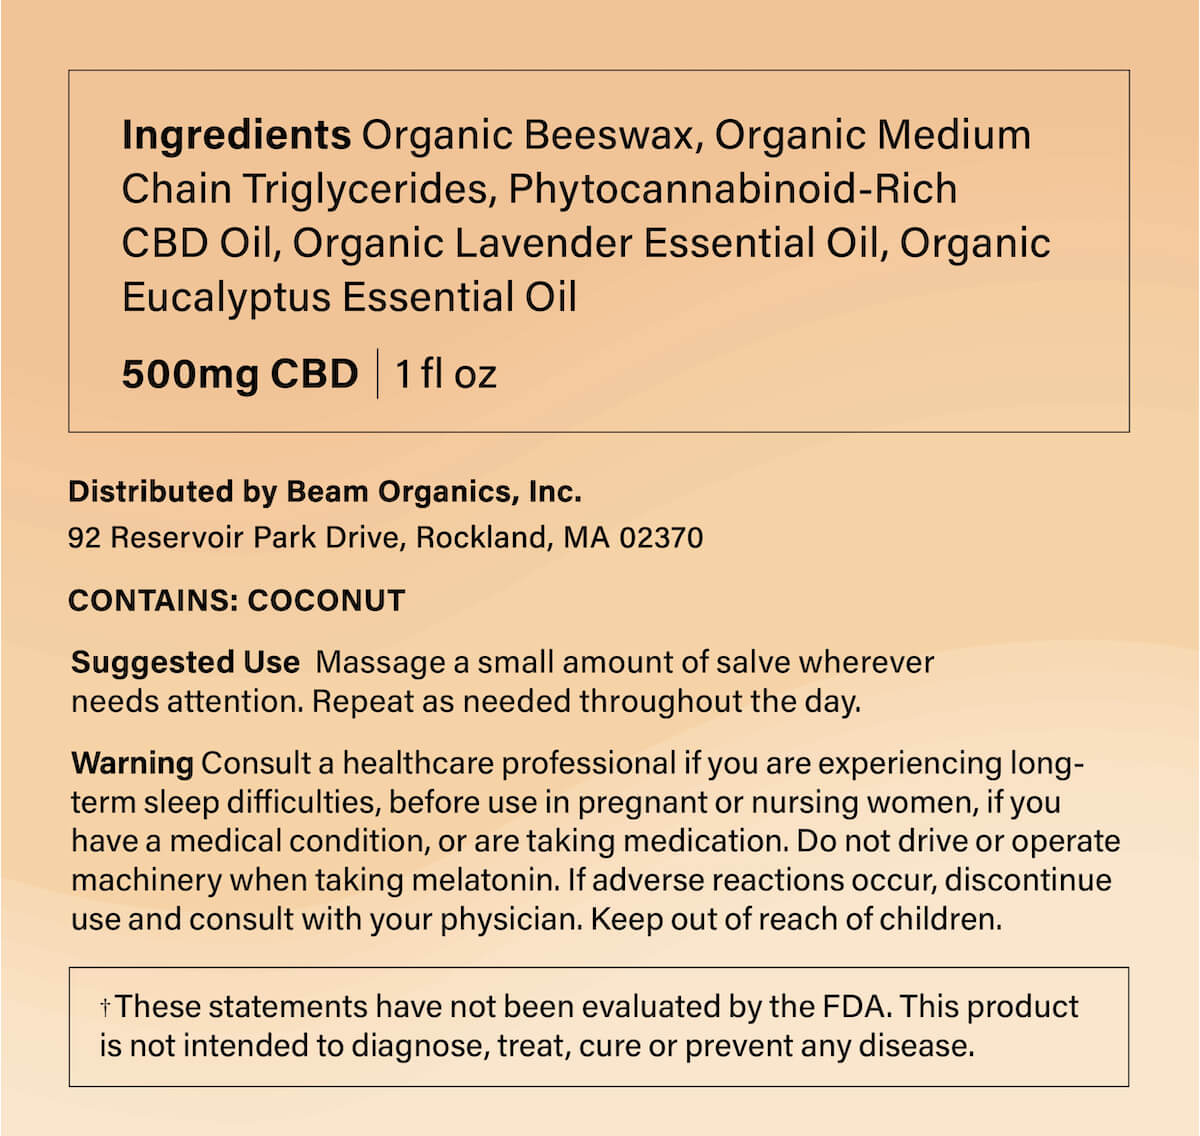 Ingredients Organic Beeswax, Organic Medium
Chain Triglycerides, Phytocannabinoid-Rich
CBD Oil, Organic Lavender Essential Oil, Organic
Eucalyptus Essential Oil
500mg CBD | 1 fl oz
Distributed by Beam Organics, Inc.
92 Reservoir Park Drive, Rockland, MA 02370
CONTAINS: COCONUT
Suggested Use Massage a small amount of salve wherever
needs attention. Repeat as needed throughout the day.
Warning Consult a healthcare professional if you are experiencing long-
term sleep difficulties, before use in pregnant or nursing women, if you
have a medical condition, or are taking medication. Do not drive or operate
machinery when taking melatonin. If adverse reactions occur, discontinue
use and consult with your physician. Keep out of reach of children.
†These statements have not been evaluated by the FDA. This product
is not intended to diagnose, treat, cure or prevent any disease.